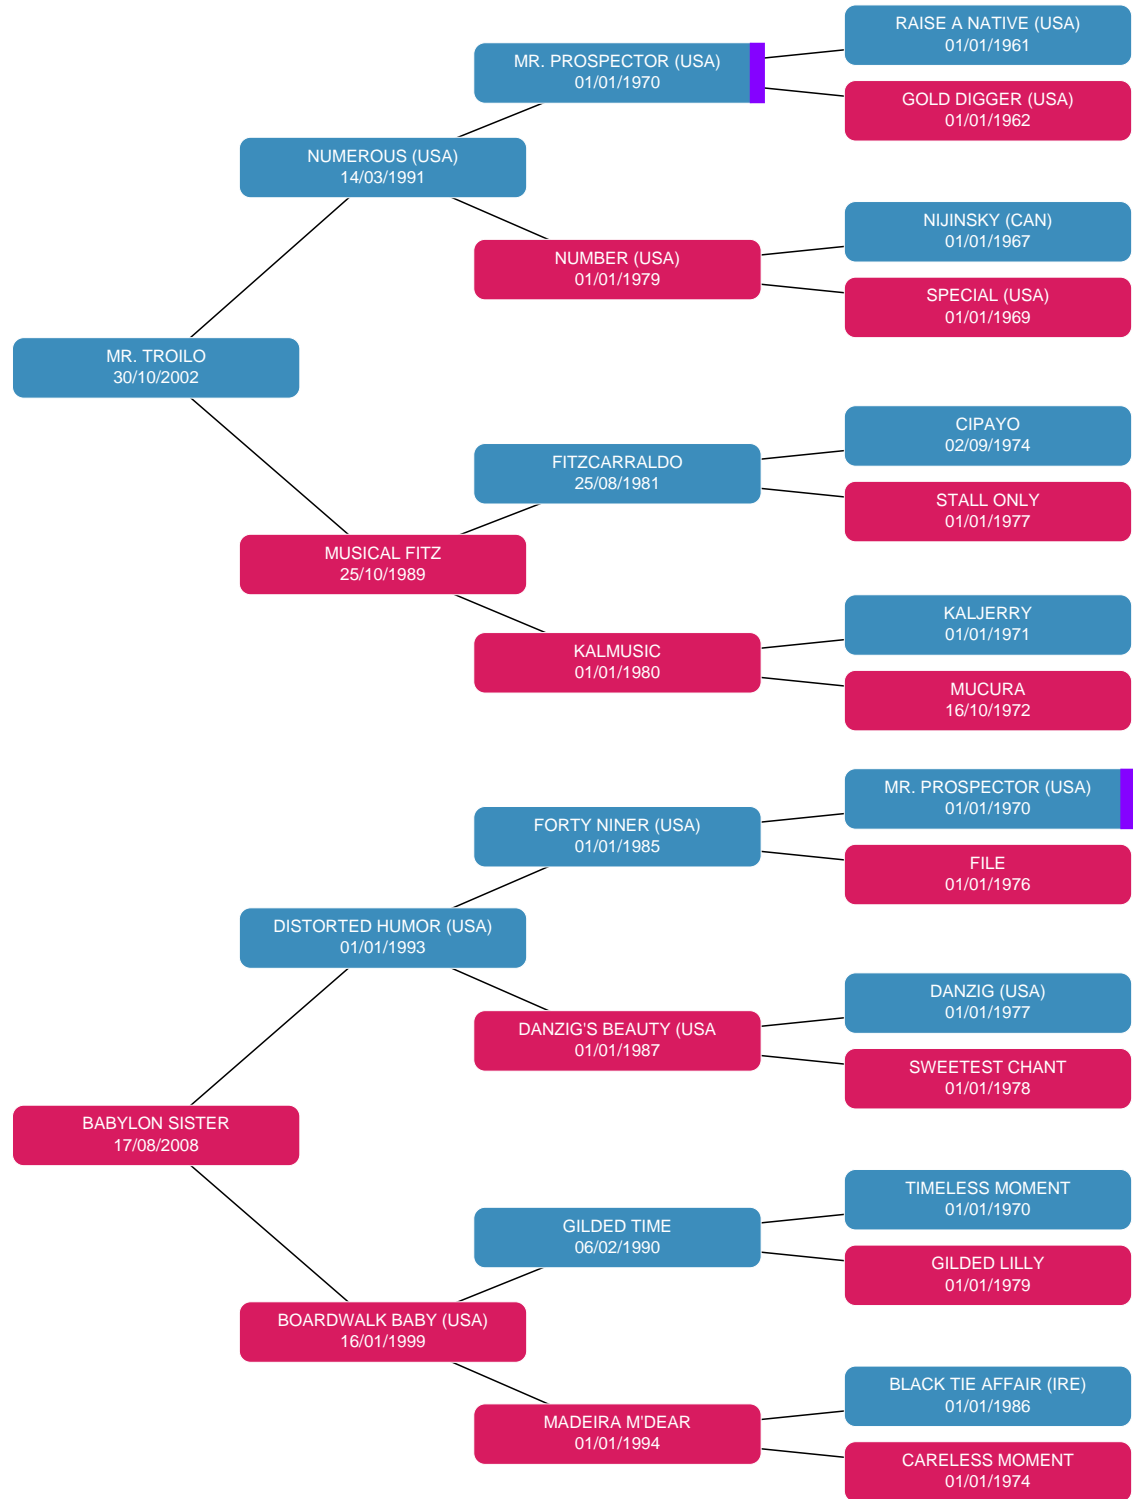 RAISE A NATIVE (USA)
01/01/1961
MR. PROSPECTOR (USA)
01/01/1970
GOLD DIGGER (USA)
01/01/1962
NUMEROUS (USA)
14/03/1991
NIJINSKY (CAN)
01/01/1967
NUMBER (USA)
01/01/1979
SPECIAL (USA)
01/01/1969
MR. TROILO
30/10/2002
CIPAYO
02/09/1974
FITZCARRALDO
25/08/1981
STALL ONLY
01/01/1977
MUSICAL FITZ
25/10/1989
KALJERRY
01/01/1971
KALMUSIC
01/01/1980
MUCURA
16/10/1972
MR. PROSPECTOR (USA)
01/01/1970
FORTY NINER (USA)
01/01/1985
FILE
01/01/1976
DISTORTED HUMOR (USA)
01/01/1993
DANZIG (USA)
01/01/1977
DANZIG'S BEAUTY (USA
01/01/1987
SWEETEST CHANT
01/01/1978
BABYLON SISTER
17/08/2008
TIMELESS MOMENT
01/01/1970
GILDED TIME
06/02/1990
GILDED LILLY
01/01/1979
BOARDWALK BABY (USA)
16/01/1999
BLACK TIE AFFAIR (IRE)
01/01/1986
MADEIRA M'DEAR
01/01/1994
CARELESS MOMENT
01/01/1974